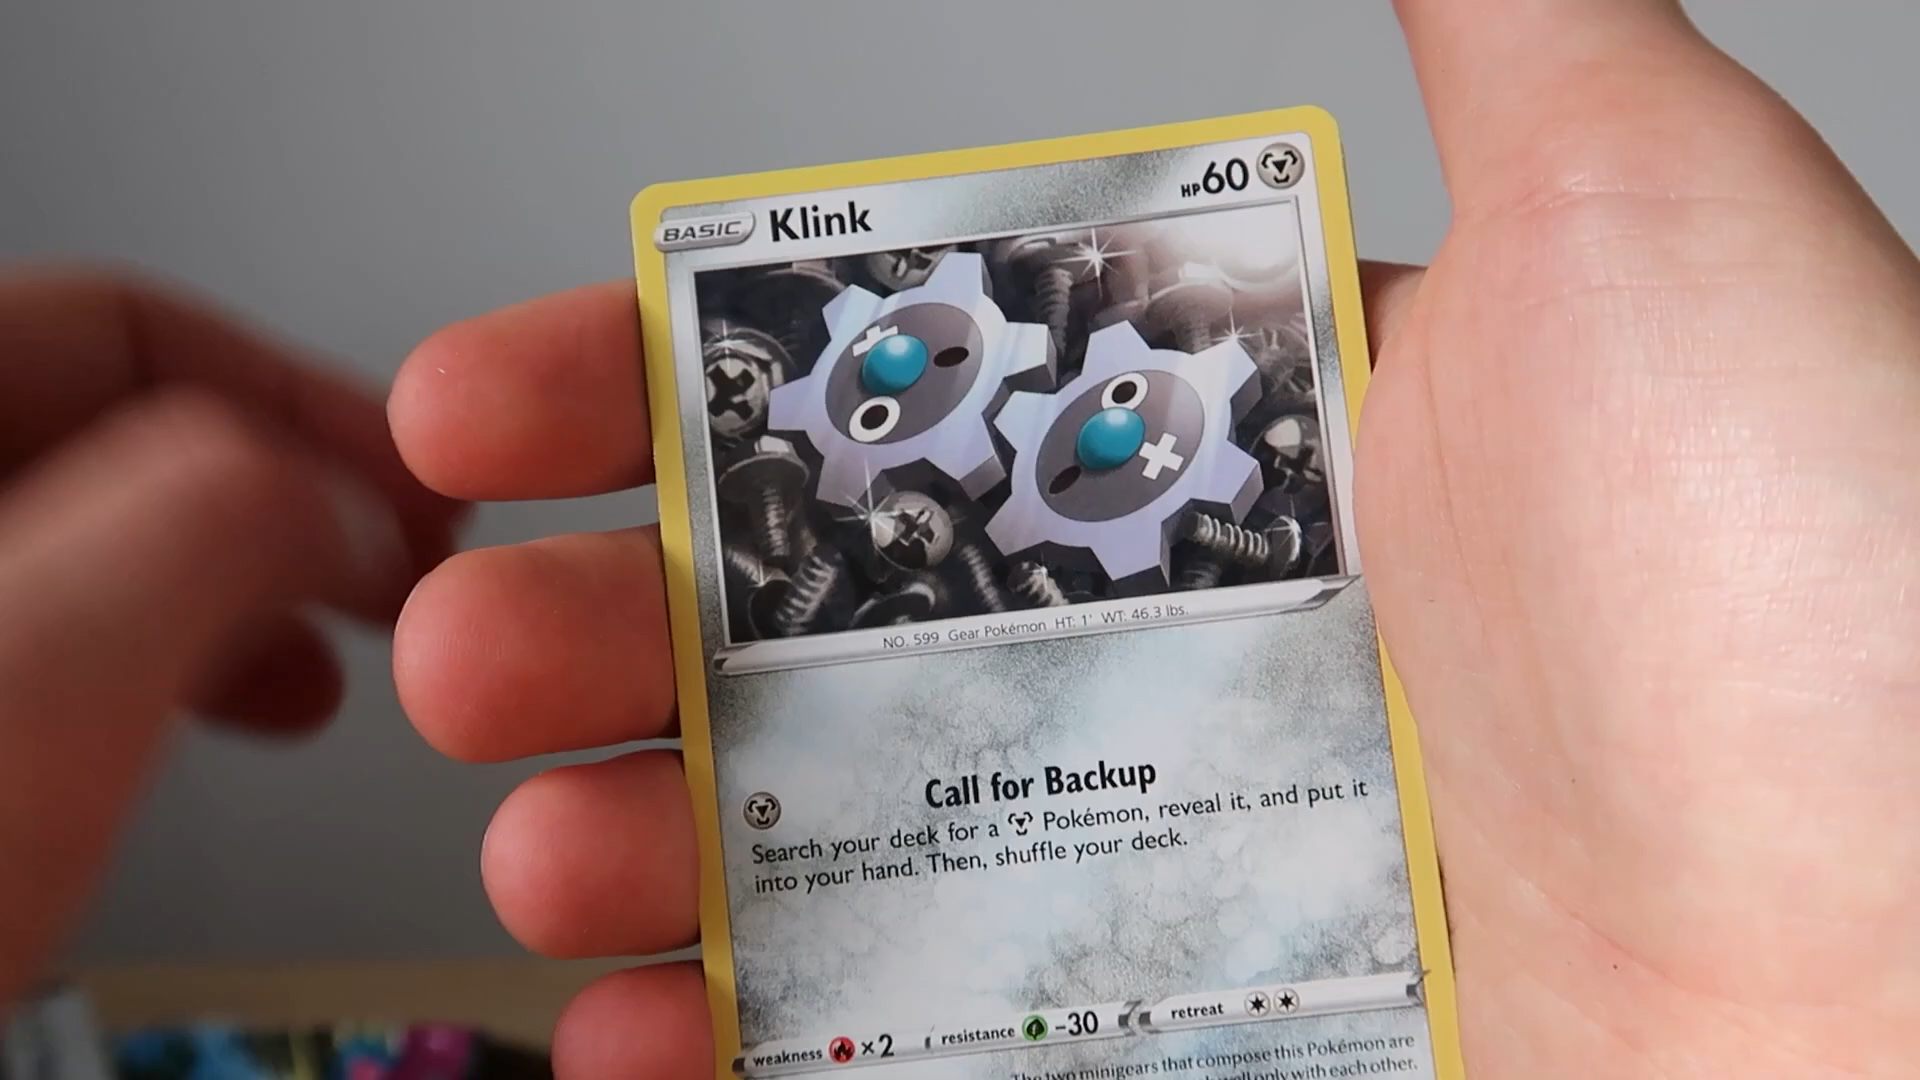 BASIC Klink HP60
NO. 599 Gear Pokémon HT: 1' WT: 46.3 lbs.
Call for Backup
Search your deck for a Pokémon, reveal it, and put it
into your hand. Then, shuffle your deck.
weakness ×2 resistance -30 retreat
The two minigears that compose this Pokémon are
only with each other.